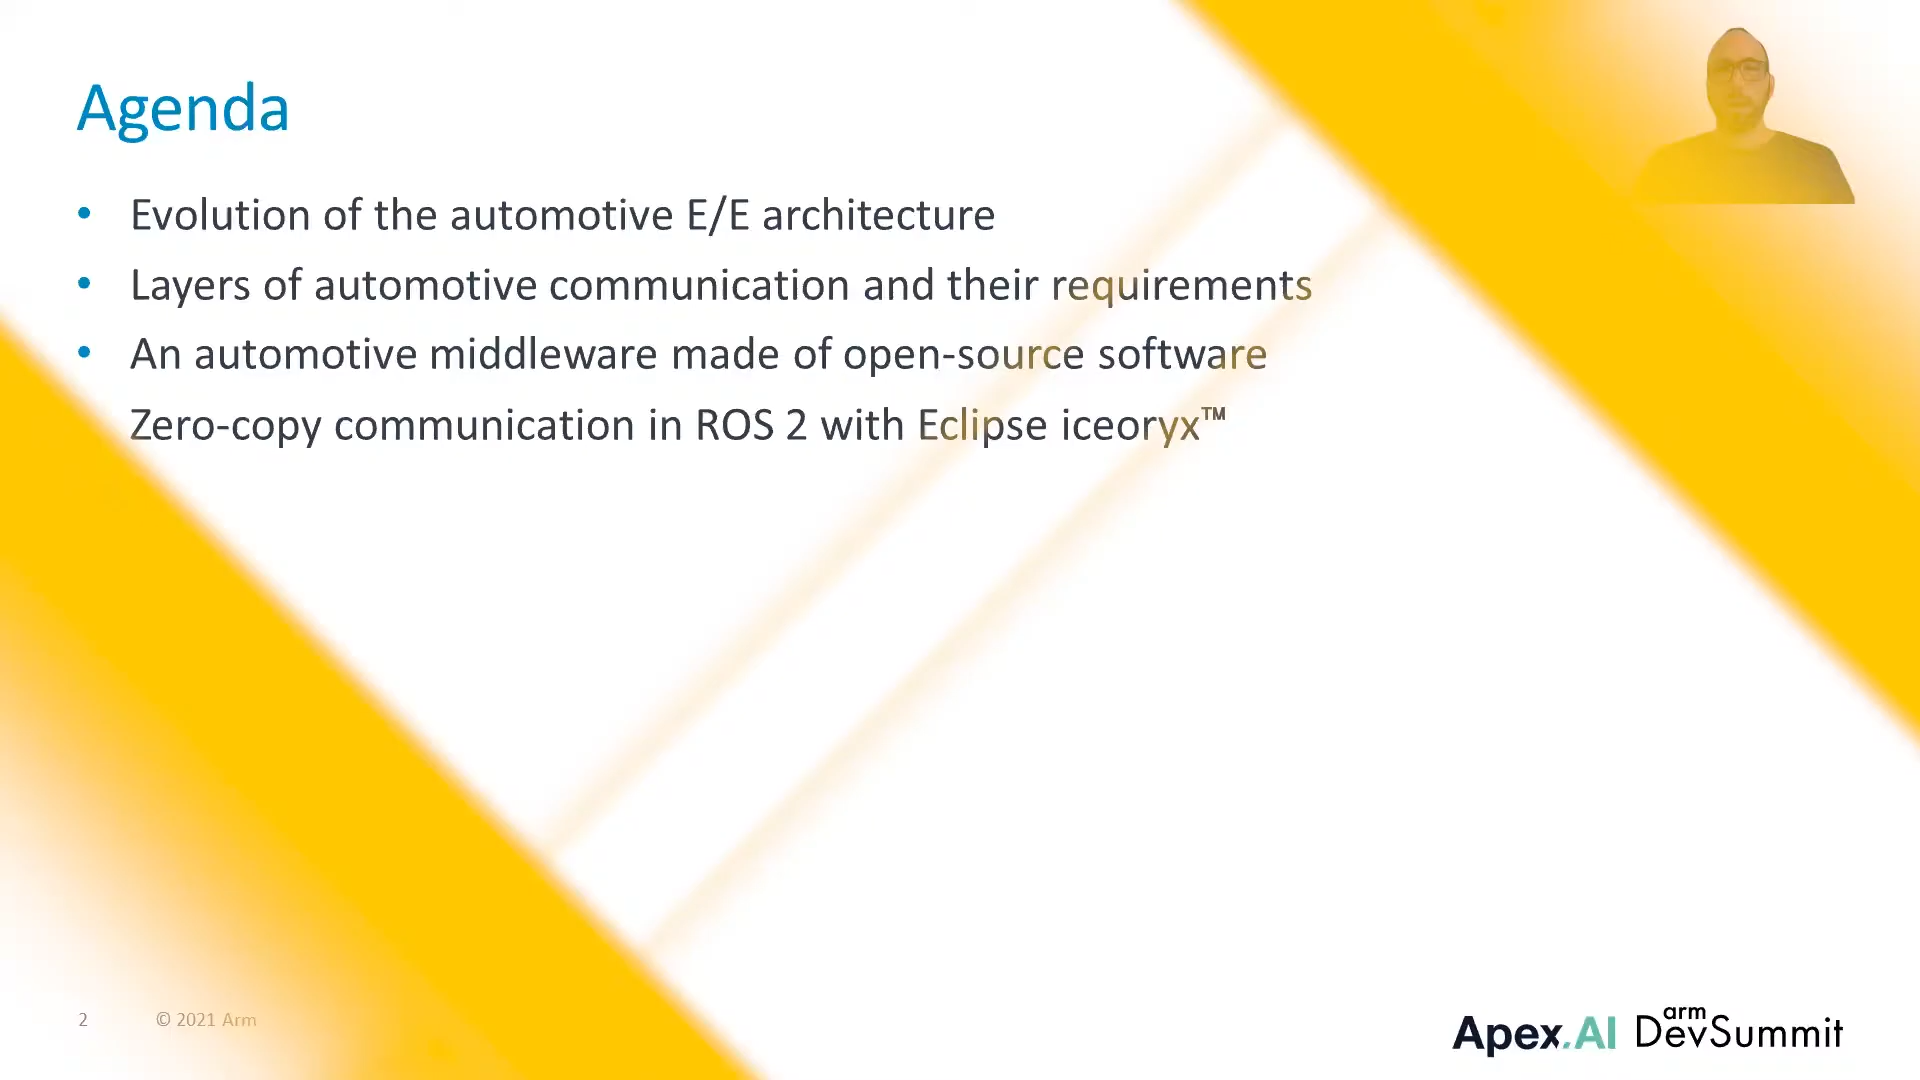 Agenda
• Evolution of the automotive E/E architecture
• Layers of automotive communication and their requirements
• An automotive middleware made of open-source software
Zero-copy communication in ROS 2 with Eclipse iceoryx™
2 © 2021 Arm
Apex.AI arm DevSummit